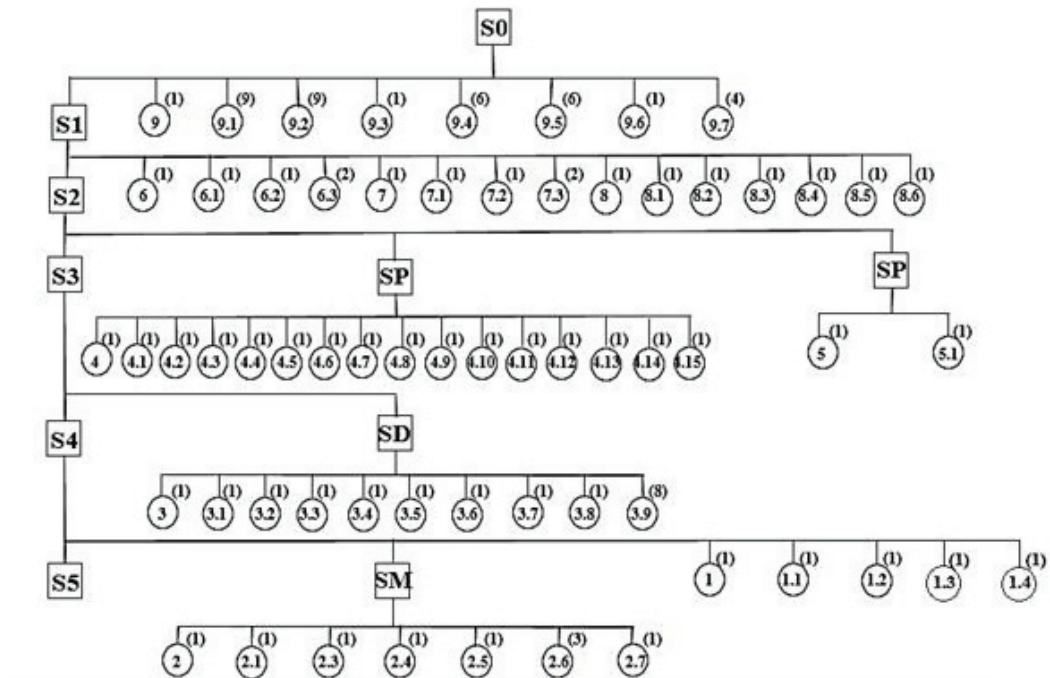 S0
(1) (9) (9) (1) (6) (6) (1) (4)
S1 9 9.1 9.2 9.3 9.4 9.5 9.6 9.7
(1) (1) (1) (2) (1) (1) (1) (2) (1) (1) (1) (1) (1) (1) (1)
S2 6 6.1 6.2 6.3 7 7.1 7.2 7.3 8 8.1 8.2 8.3 8.4 8.5 8.6
S3 SP SP
(1) (1) (1) (1) (1) (1) (1) (1) (1) (1) (1) (1) (1) (1) (1) (1) (1) (1)
4 4.1 4.2 4.3 4.4 4.5 4.6 4.7 4.8 4.9 4.10 4.11 4.12 4.13 4.14 4.15 5 5.1
S4 SD
(1) (1) (1) (1) (1) (1) (1) (1) (1) (8)
3 3.1 3.2 3.3 3.4 3.5 3.6 3.7 3.8 3.9
(1) (1) (1) (1) (1)
S5 SM 1 1.1 1.2 1.3 1.4
(1) (1) (1) (1) (1) (3) (1)
2 2.1 2.3 2.4 2.5 2.6 2.7